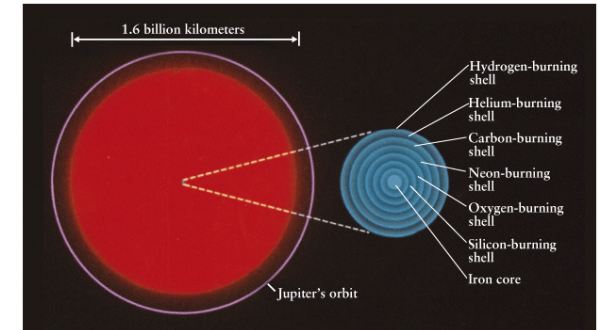 1.6 billion kilometers
Hydrogen-burning
shell
Helium-burning
shell
Carbon-burning
shell
Neon-burning
shell
Oxygen-burning
shell
Silicon-burning
shell
Iron core
Jupiter's orbit